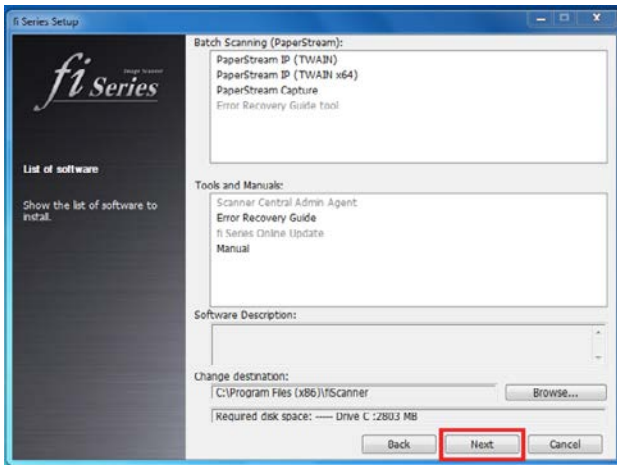 fi Series Setup
Image Scanner
fi Series
List of software
Show the list of software to
install.
Batch Scanning (PaperStream):
PaperStream IP (TWAIN)
PaperStream IP (TWAIN x64)
PaperStream Capture
Error Recovery Guide tool
Tools and Manuals:
Scanner Central Admin Agent
Error Recovery Guide
fi Series Online Update
Manual
Software Description:
Change destination:
C:\Program Files (x86)\fiScanner
Browse...
Required disk space: ----- Drive C :2803 MB
Back
Next
Cancel